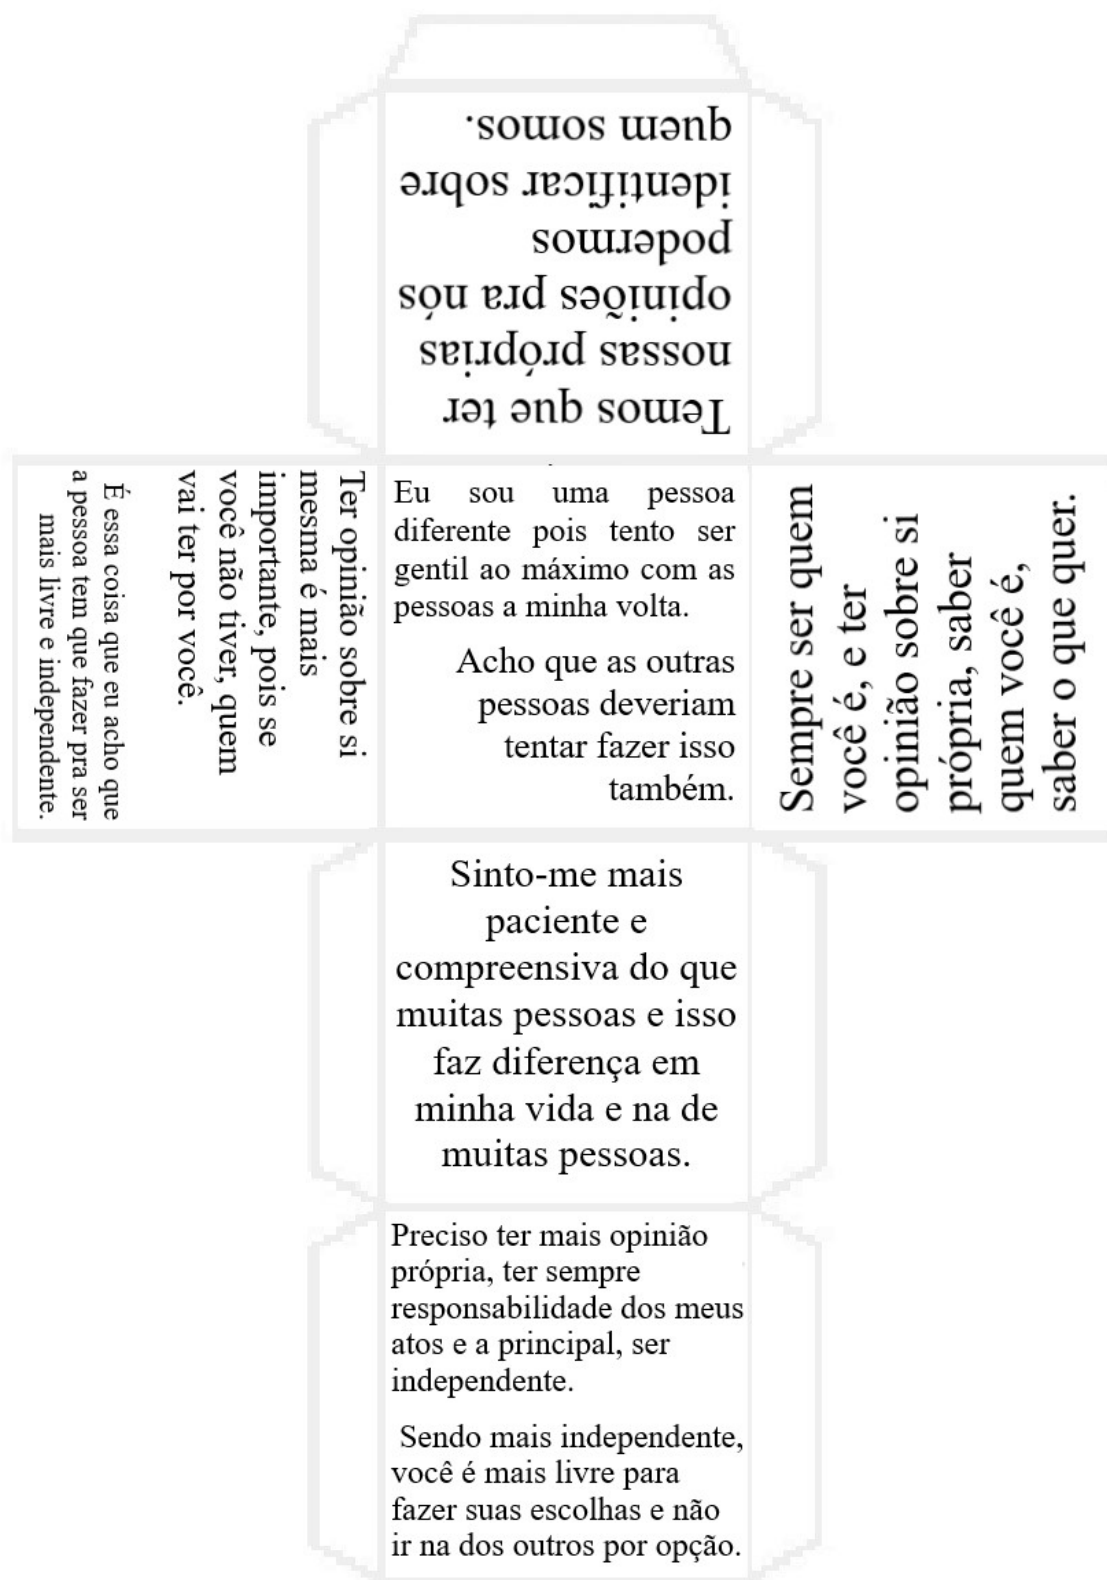 Temos que ter
nossas próprias
opiniões pra nós
podermos
identificar sobre
quem somos.
Ter opinião sobre si
mesma é mais
importante, pois se
você não tiver, quem
vai ter por você.
É essa coisa que eu acho que
a pessoa tem que fazer pra ser
mais livre e independente.
Eu sou uma pessoa
diferente pois tento ser
gentil ao máximo com as
pessoas a minha volta.
Acho que as outras
pessoas deveriam
tentar fazer isso
também.
Sempre ser quem
você é, e ter
opinião sobre si
própria, saber
quem você é,
saber o que quer.
Sinto-me mais
paciente e
compreensiva do que
muitas pessoas e isso
faz diferença em
minha vida e na de
muitas pessoas.
Preciso ter mais opinião
própria, ter sempre
responsabilidade dos meus
atos e a principal, ser
independente.
Sendo mais independente,
você é mais livre para
fazer suas escolhas e não
ir na dos outros por opção.